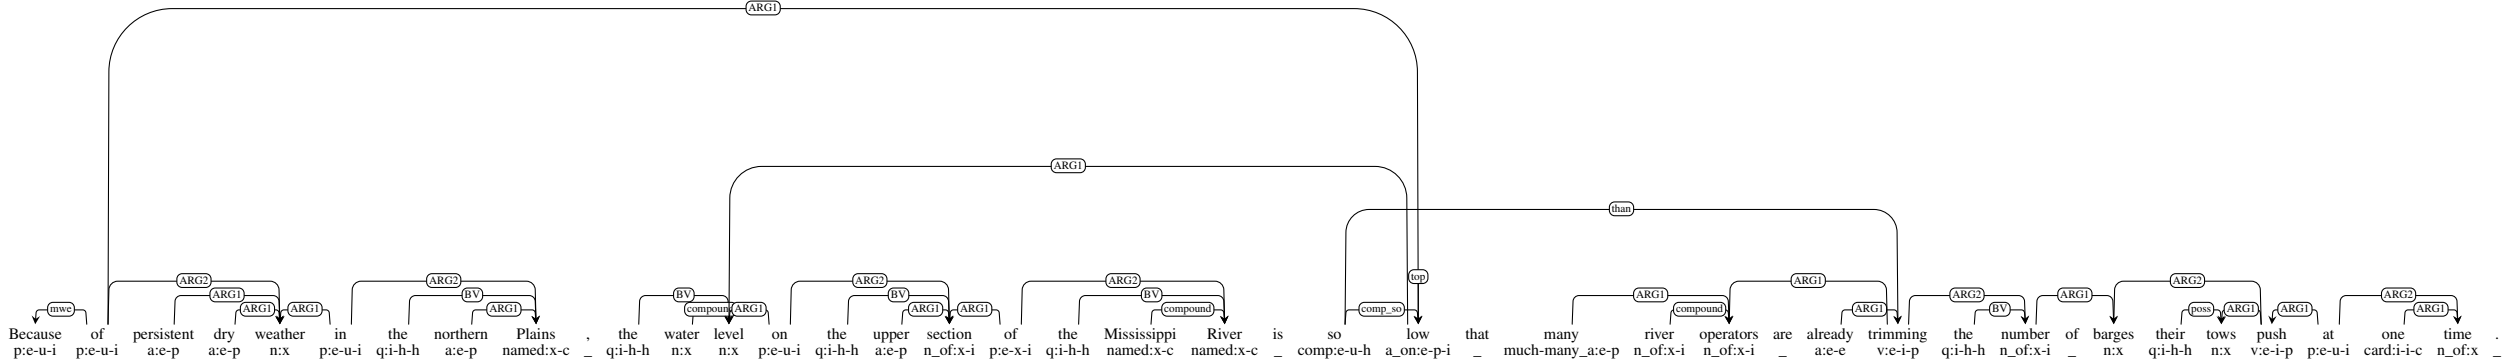 ARG1
ARG1
than
top
ARG2 ARG2 ARG2 ARG2 ARG1 ARG2 ARG2
ARG1 BV BV BV BV ARG1 ARG2 ARG1 ARG2
mwe ARG1 ARG1 ARG1 compound ARG1 ARG1 ARG1 compound comp_so compound ARG1 BV poss ARG1 ARG1 ARG1
Because of persistent dry weather in the northern Plains , the water level on the upper section of the Mississippi River is so low that many river operators are already trimming the number of barges their tows push at one time .
p:e-u-i p:e-u-i a:e-p a:e-p n:x p:e-u-i q:i-h-h a:e-p named:x-c _ q:i-h-h n:x n:x p:e-u-i q:i-h-h a:e-p n_of:x-i p:e-x-i q:i-h-h named:x-c named:x-c _ comp:e-u-h a_on:e-p-i _ much-many_a:e-p n_of:x-i n_of:x-i _ a:e-e v:e-i-p q:i-h-h n_of:x-i _ n:x q:i-h-h n:x v:e-i-p p:e-u-i card:i-i-c n_of:x _